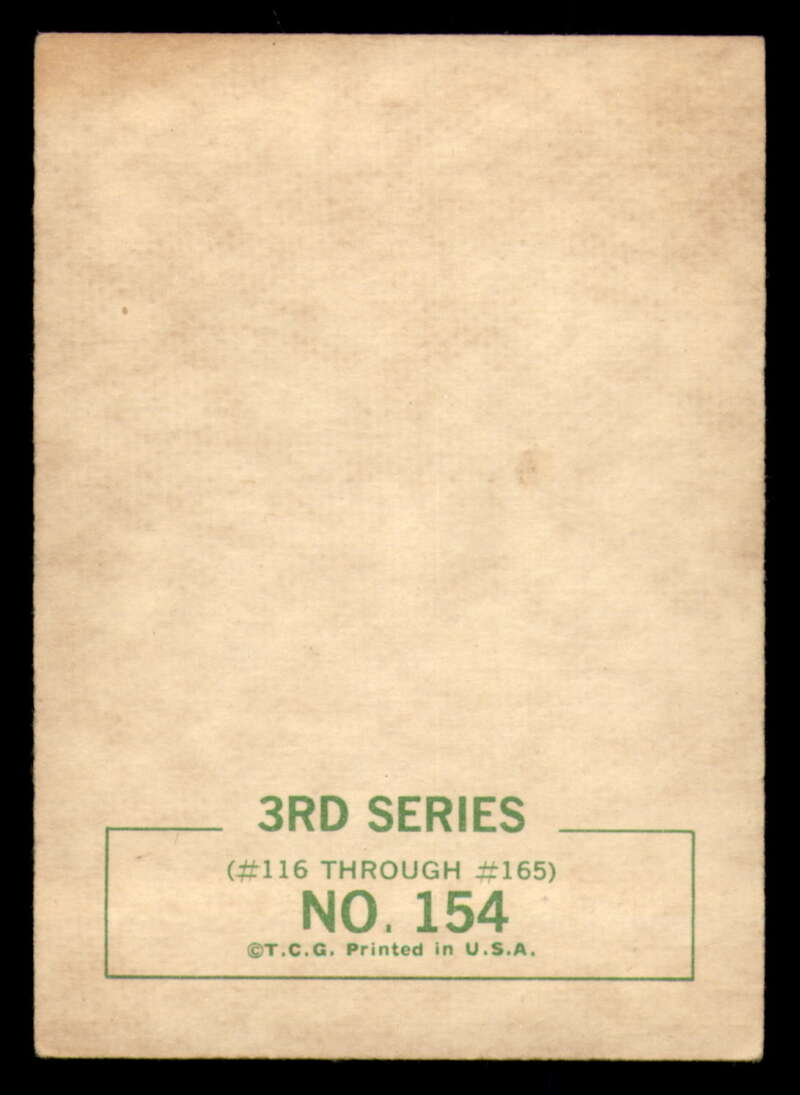 3RD SERIES
(#116 THROUGH #165)
NO. 154
©T.C.G. Printed in U.S.A.